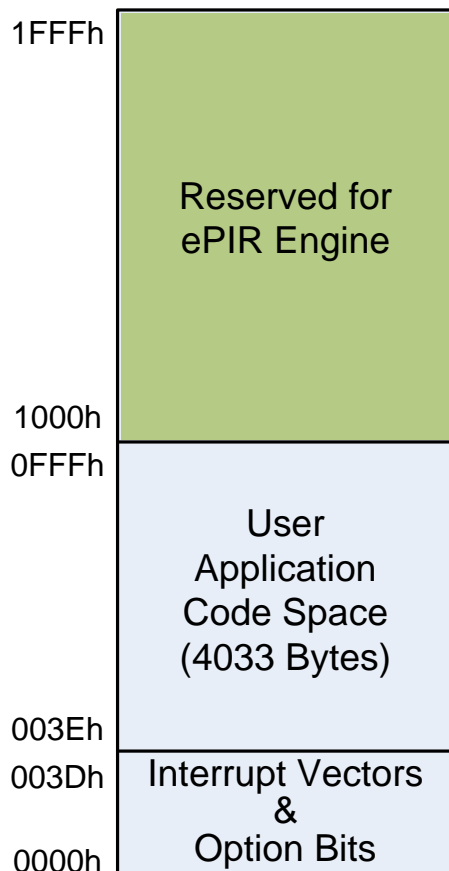 1FFFh
Reserved for
ePIR Engine
1000h
0FFFh
User
Application
Code Space
(4033 Bytes)
003Eh
003Dh
Interrupt Vectors
&
Option Bits
0000h